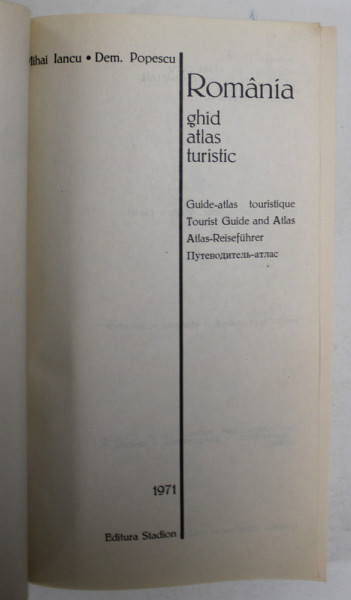 Mihai Iancu • Dem. Popescu
România
ghid
atlas
turistic
Guide-atlas touristique
Tourist Guide and Atlas
Atlas-Reiseführer
Путеводитель-атлас
1971
Editura Stadion